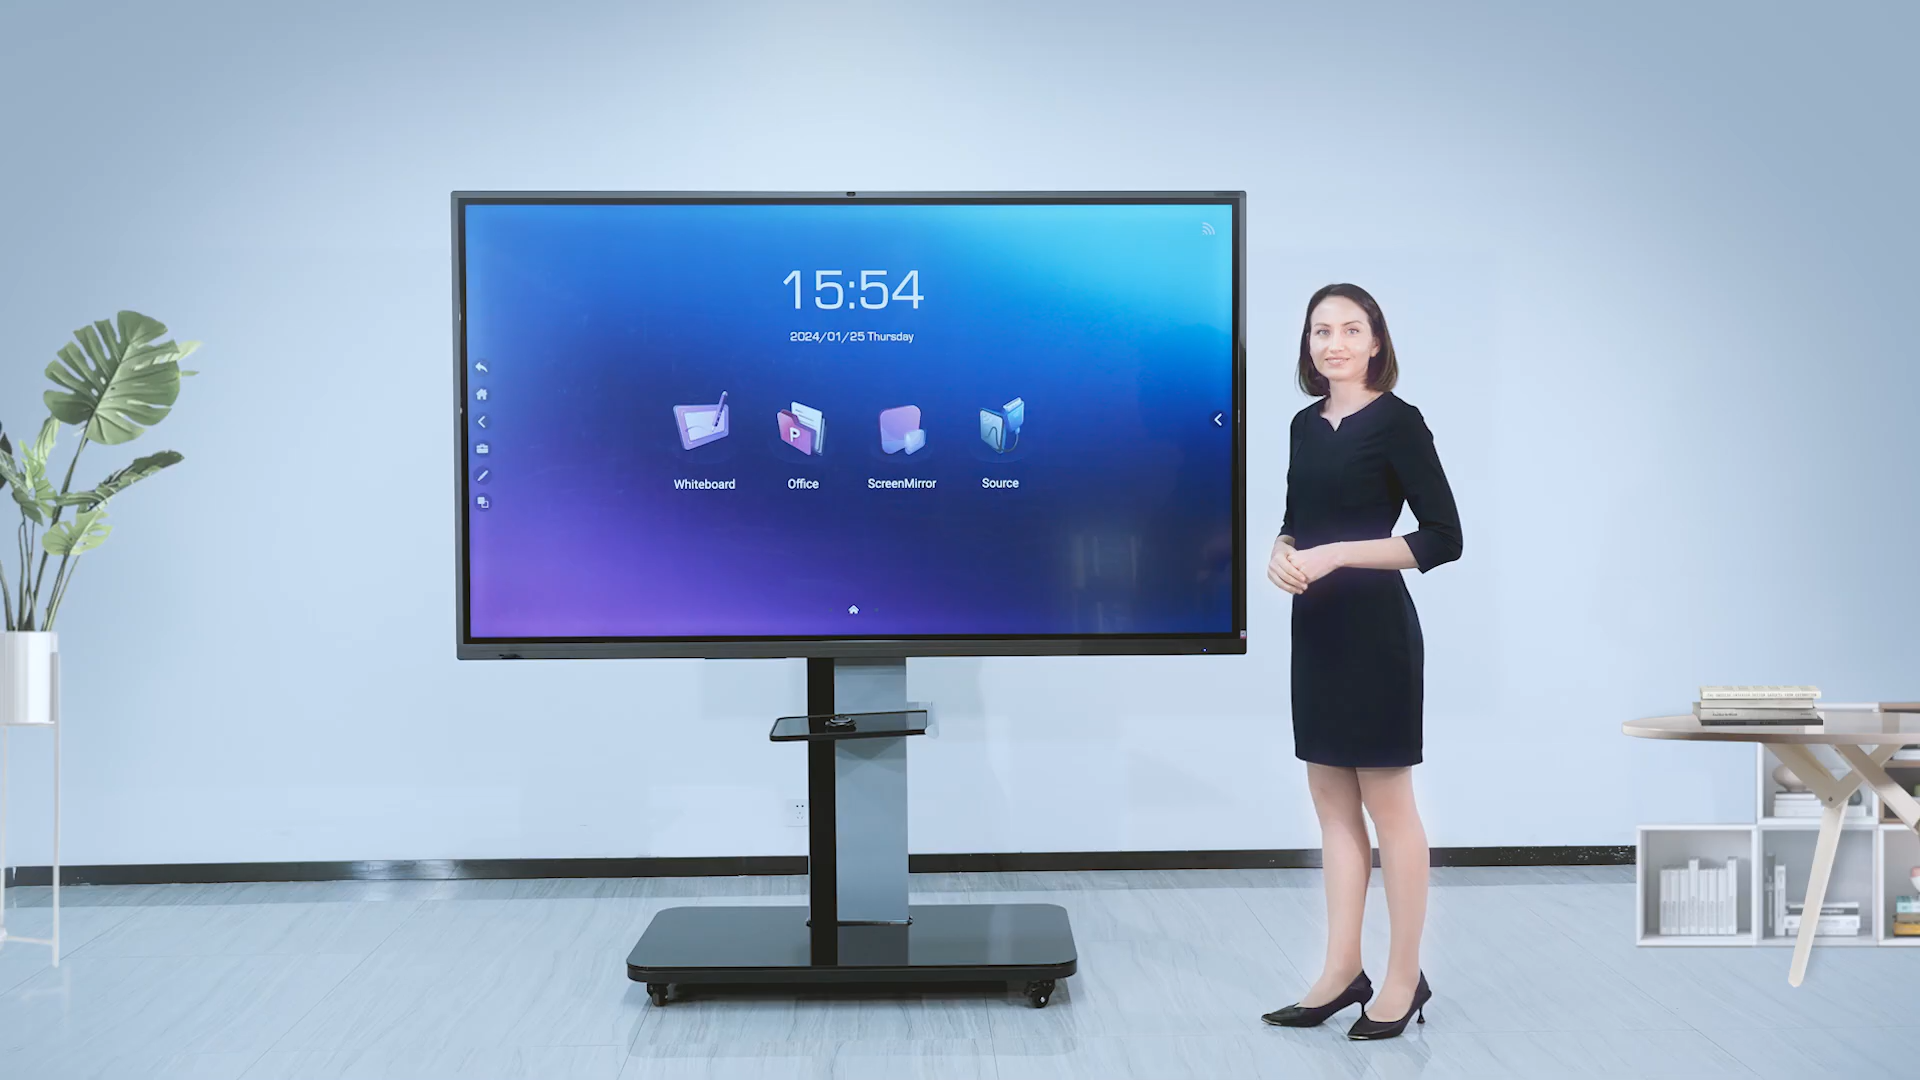 15:54
2024/01/25 Thursday
P
Whiteboard
Office
ScreenMirror
Source